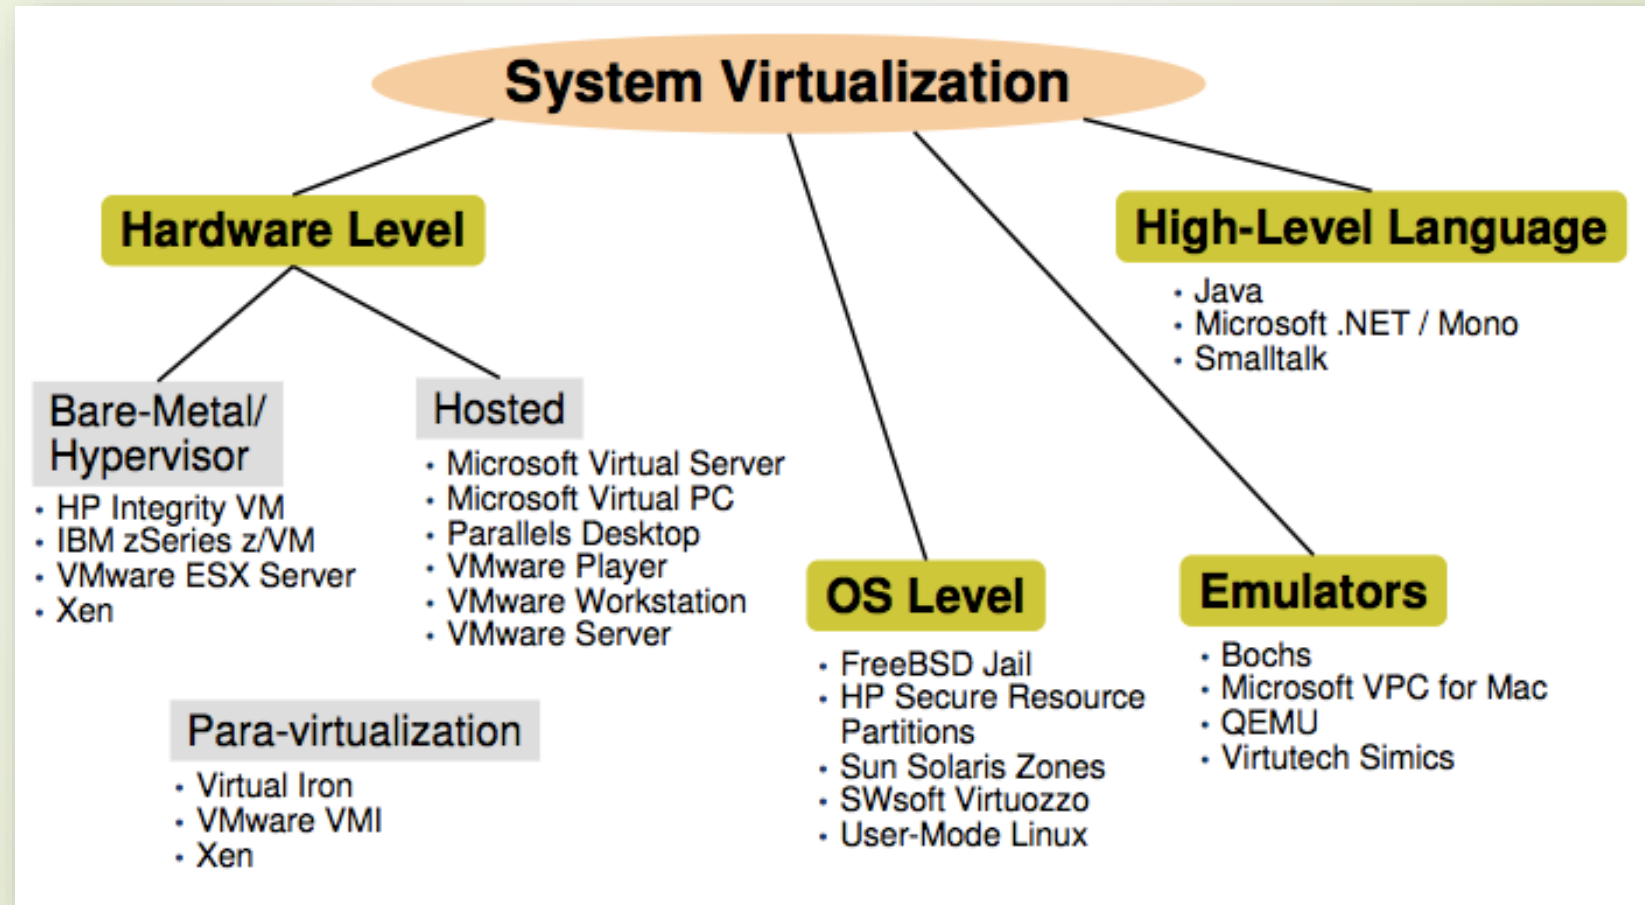 System Virtualization
Hardware Level
Bare-Metal/
Hypervisor
• HP Integrity VM
• IBM zSeries z/VM
• VMware ESX Server
• Xen
Hosted
• Microsoft Virtual Server
• Microsoft Virtual PC
• Parallels Desktop
• VMware Player
• VMware Workstation
• VMware Server
Para-virtualization
• Virtual Iron
• VMware VMI
• Xen
OS Level
• FreeBSD Jail
• HP Secure Resource
Partitions
• Sun Solaris Zones
• SWsoft Virtuozzo
• User-Mode Linux
Emulators
• Bochs
• Microsoft VPC for Mac
• QEMU
• Virtutech Simics
High-Level Language
• Java
• Microsoft .NET / Mono
• Smalltalk